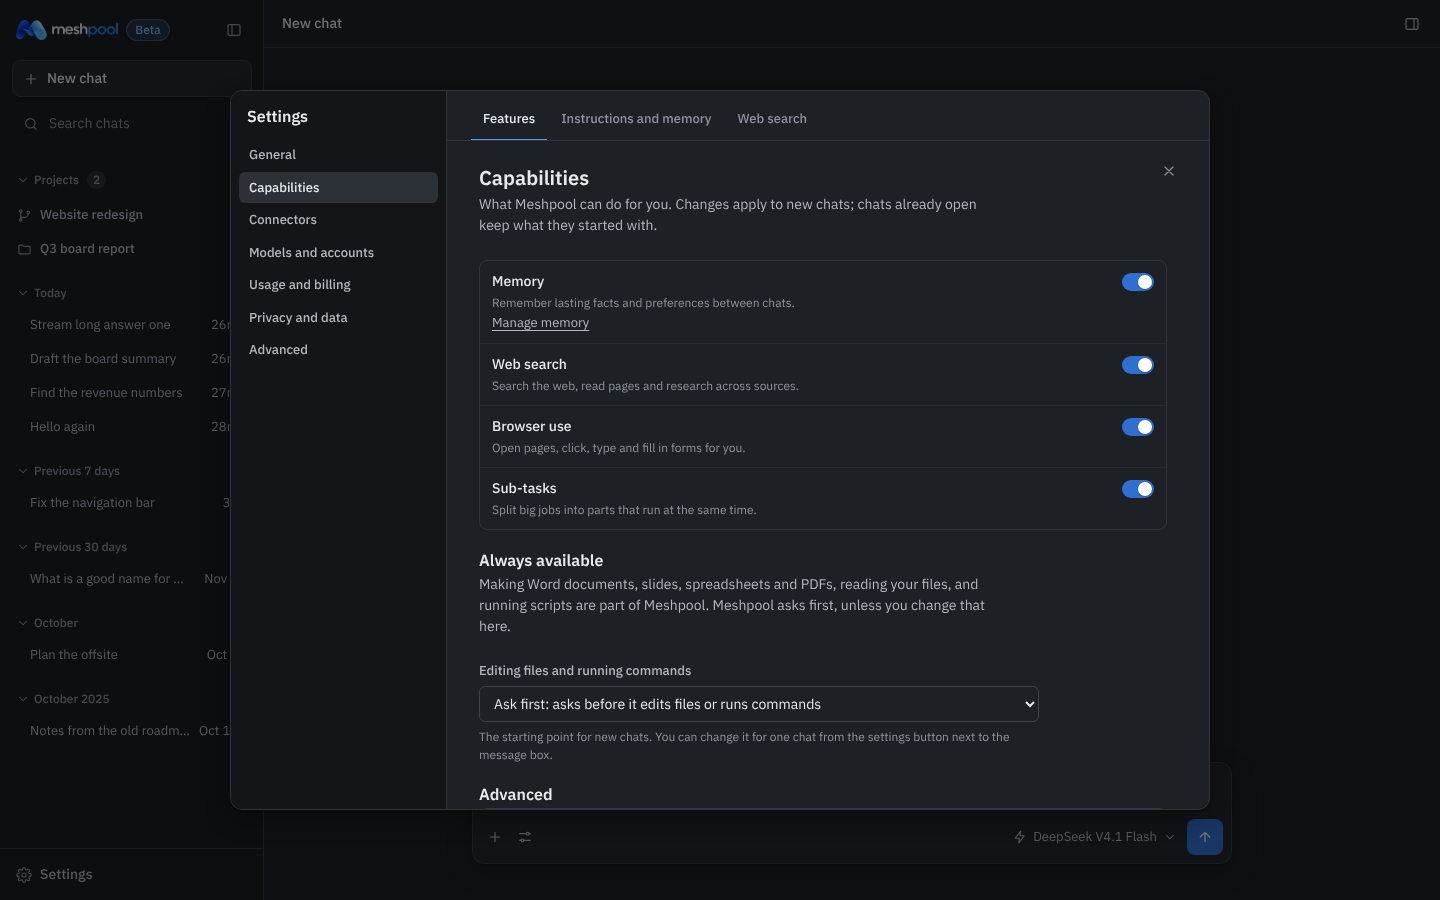 meshpool Beta
New chat
Search chats
Projects 2
Website redesign
Q3 board report
Today
Stream long answer one
Draft the board summary
Find the revenue numbers
Hello again
Previous 7 days
Fix the navigation bar
Previous 30 days
What is a good name for ... Nov
October
Plan the offsite Oct
October 2025
Notes from the old roadm... Oct 1
Settings
New chat
Settings
General
Capabilities
Connectors
Models and accounts
Usage and billing
Privacy and data
Advanced
Features Instructions and memory Web search
Capabilities
What Meshpool can do for you. Changes apply to new chats; chats already open
keep what they started with.
Memory
Remember lasting facts and preferences between chats.
Manage memory
Web search
Search the web, read pages and research across sources.
Browser use
Open pages, click, type and fill in forms for you.
Sub-tasks
Split big jobs into parts that run at the same time.
Always available
Making Word documents, slides, spreadsheets and PDFs, reading your files, and
running scripts are part of Meshpool. Meshpool asks first, unless you change that
here.
Editing files and running commands
Ask first: asks before it edits files or runs commands
The starting point for new chats. You can change it for one chat from the settings button next to the
message box.
Advanced
DeepSeek V4.1 Flash